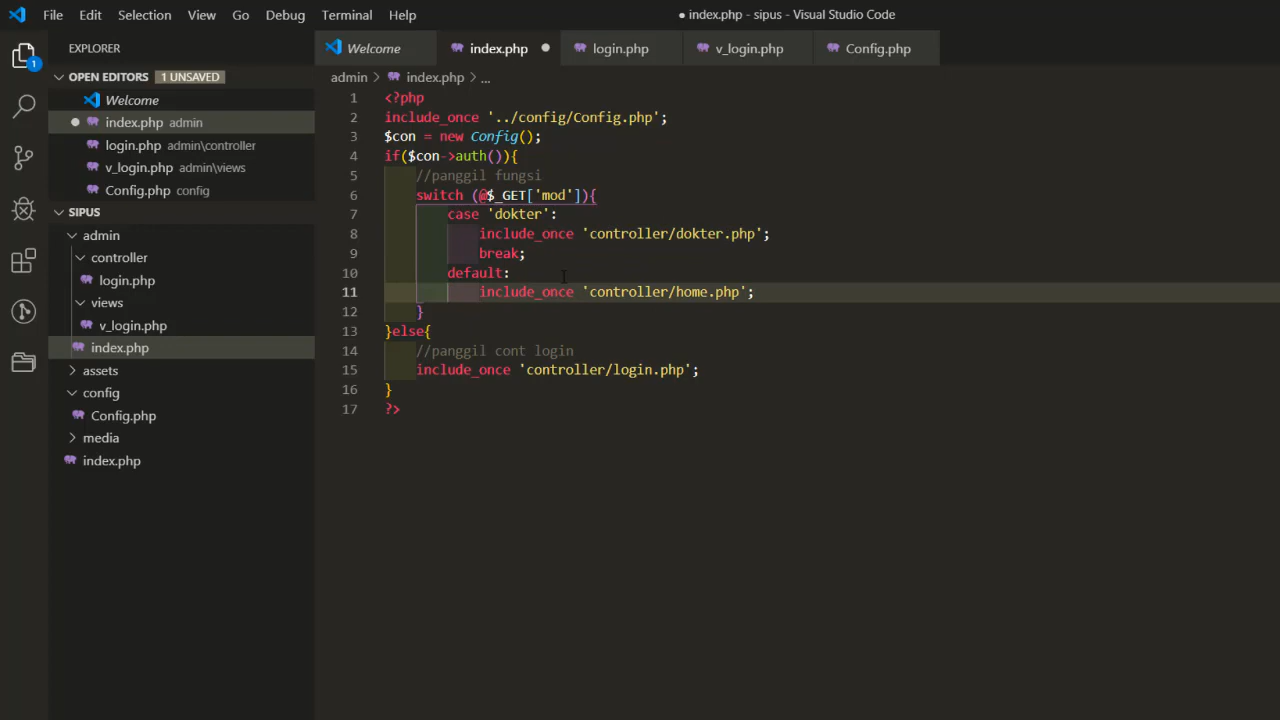 File Edit Selection View Go Debug Terminal Help
● index.php - sipus - Visual Studio Code
EXPLORER
1
OPEN EDITORS 1 UNSAVED
Welcome
index.php admin
login.php admin\controller
v_login.php admin\views
Config.php config
SIPUS
admin
controller
login.php
views
v_login.php
index.php
assets
config
Config.php
media
index.php
Welcome index.php login.php v_login.php Config.php
admin > index.php > ...
1 <?php
2 include_once '../config/Config.php';
3 $con = new Config();
4 if($con->auth()){
5 //panggil fungsi
6 switch (@$_GET['mod']){
7 case 'dokter':
8 include_once 'controller/dokter.php';
9 break;
10 default:
11 include_once 'controller/home.php';
12 }
13 }else{
14 //panggil cont login
15 include_once 'controller/login.php';
16 }
17 ?>